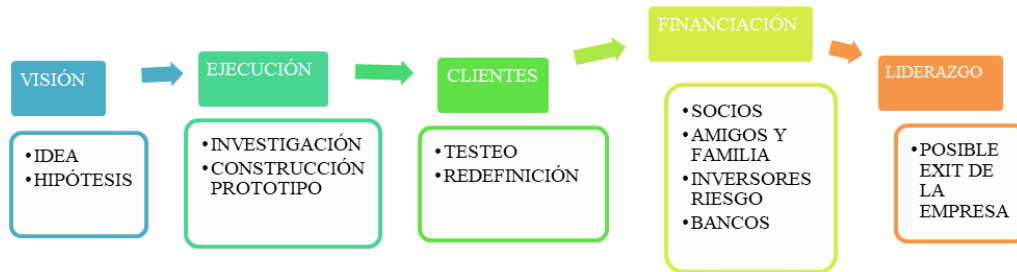 VISIÓN
• IDEA
• HIPÓTESIS
EJECUCIÓN
• INVESTIGACIÓN
• CONSTRUCCIÓN
PROTOTIPO
CLIENTES
• TESTEO
• REDEFINICIÓN
FINANCIACIÓN
• SOCIOS
• AMIGOS Y
FAMILIA
• INVERSORES
RIESGO
• BANCOS
LIDERAZGO
• POSIBLE
EXIT DE
LA
EMPRESA